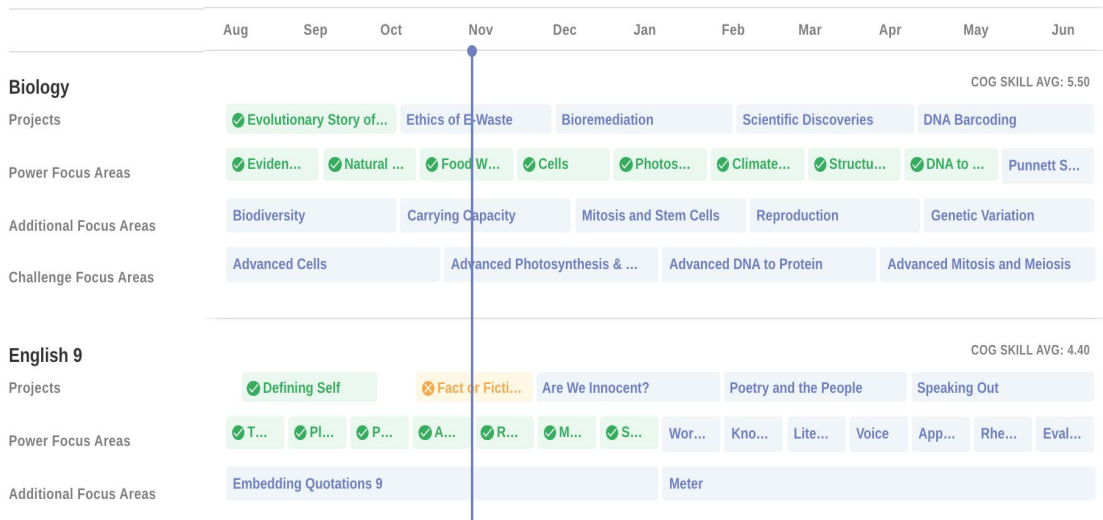 Aug Sep Oct Nov Dec Jan Feb Mar Apr May Jun
Biology
COG SKILL AVG: 5.50
Projects
Evolutionary Story of... Ethics of E-Waste Bioremediation Scientific Discoveries DNA Barcoding
Power Focus Areas
Eviden... Natural ... Food W... Cells Photos... Climate... Structu... DNA to ... Punnett S...
Additional Focus Areas
Biodiversity Carrying Capacity Mitosis and Stem Cells Reproduction Genetic Variation
Challenge Focus Areas
Advanced Cells Advanced Photosynthesis & ... Advanced DNA to Protein Advanced Mitosis and Meiosis
English 9
COG SKILL AVG: 4.40
Projects
Defining Self Fact or Ficti... Are We Innocent? Poetry and the People Speaking Out
Power Focus Areas
T... Pl... P... A... R... M... S... Wor... Kno... Lite... Voice App... Rhe... Eval...
Additional Focus Areas
Embedding Quotations 9 Meter